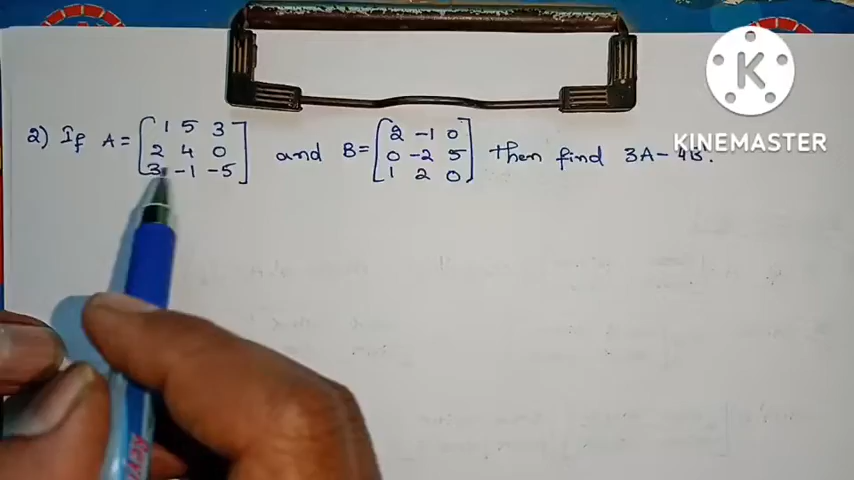 2) If A = [ 1 5 3 and B = [ 2 -1 0 then find 3A - 4B.
2 4 0 0 -2 5
3 -1 -5 ] 1 2 0 ]
KINEMASTER